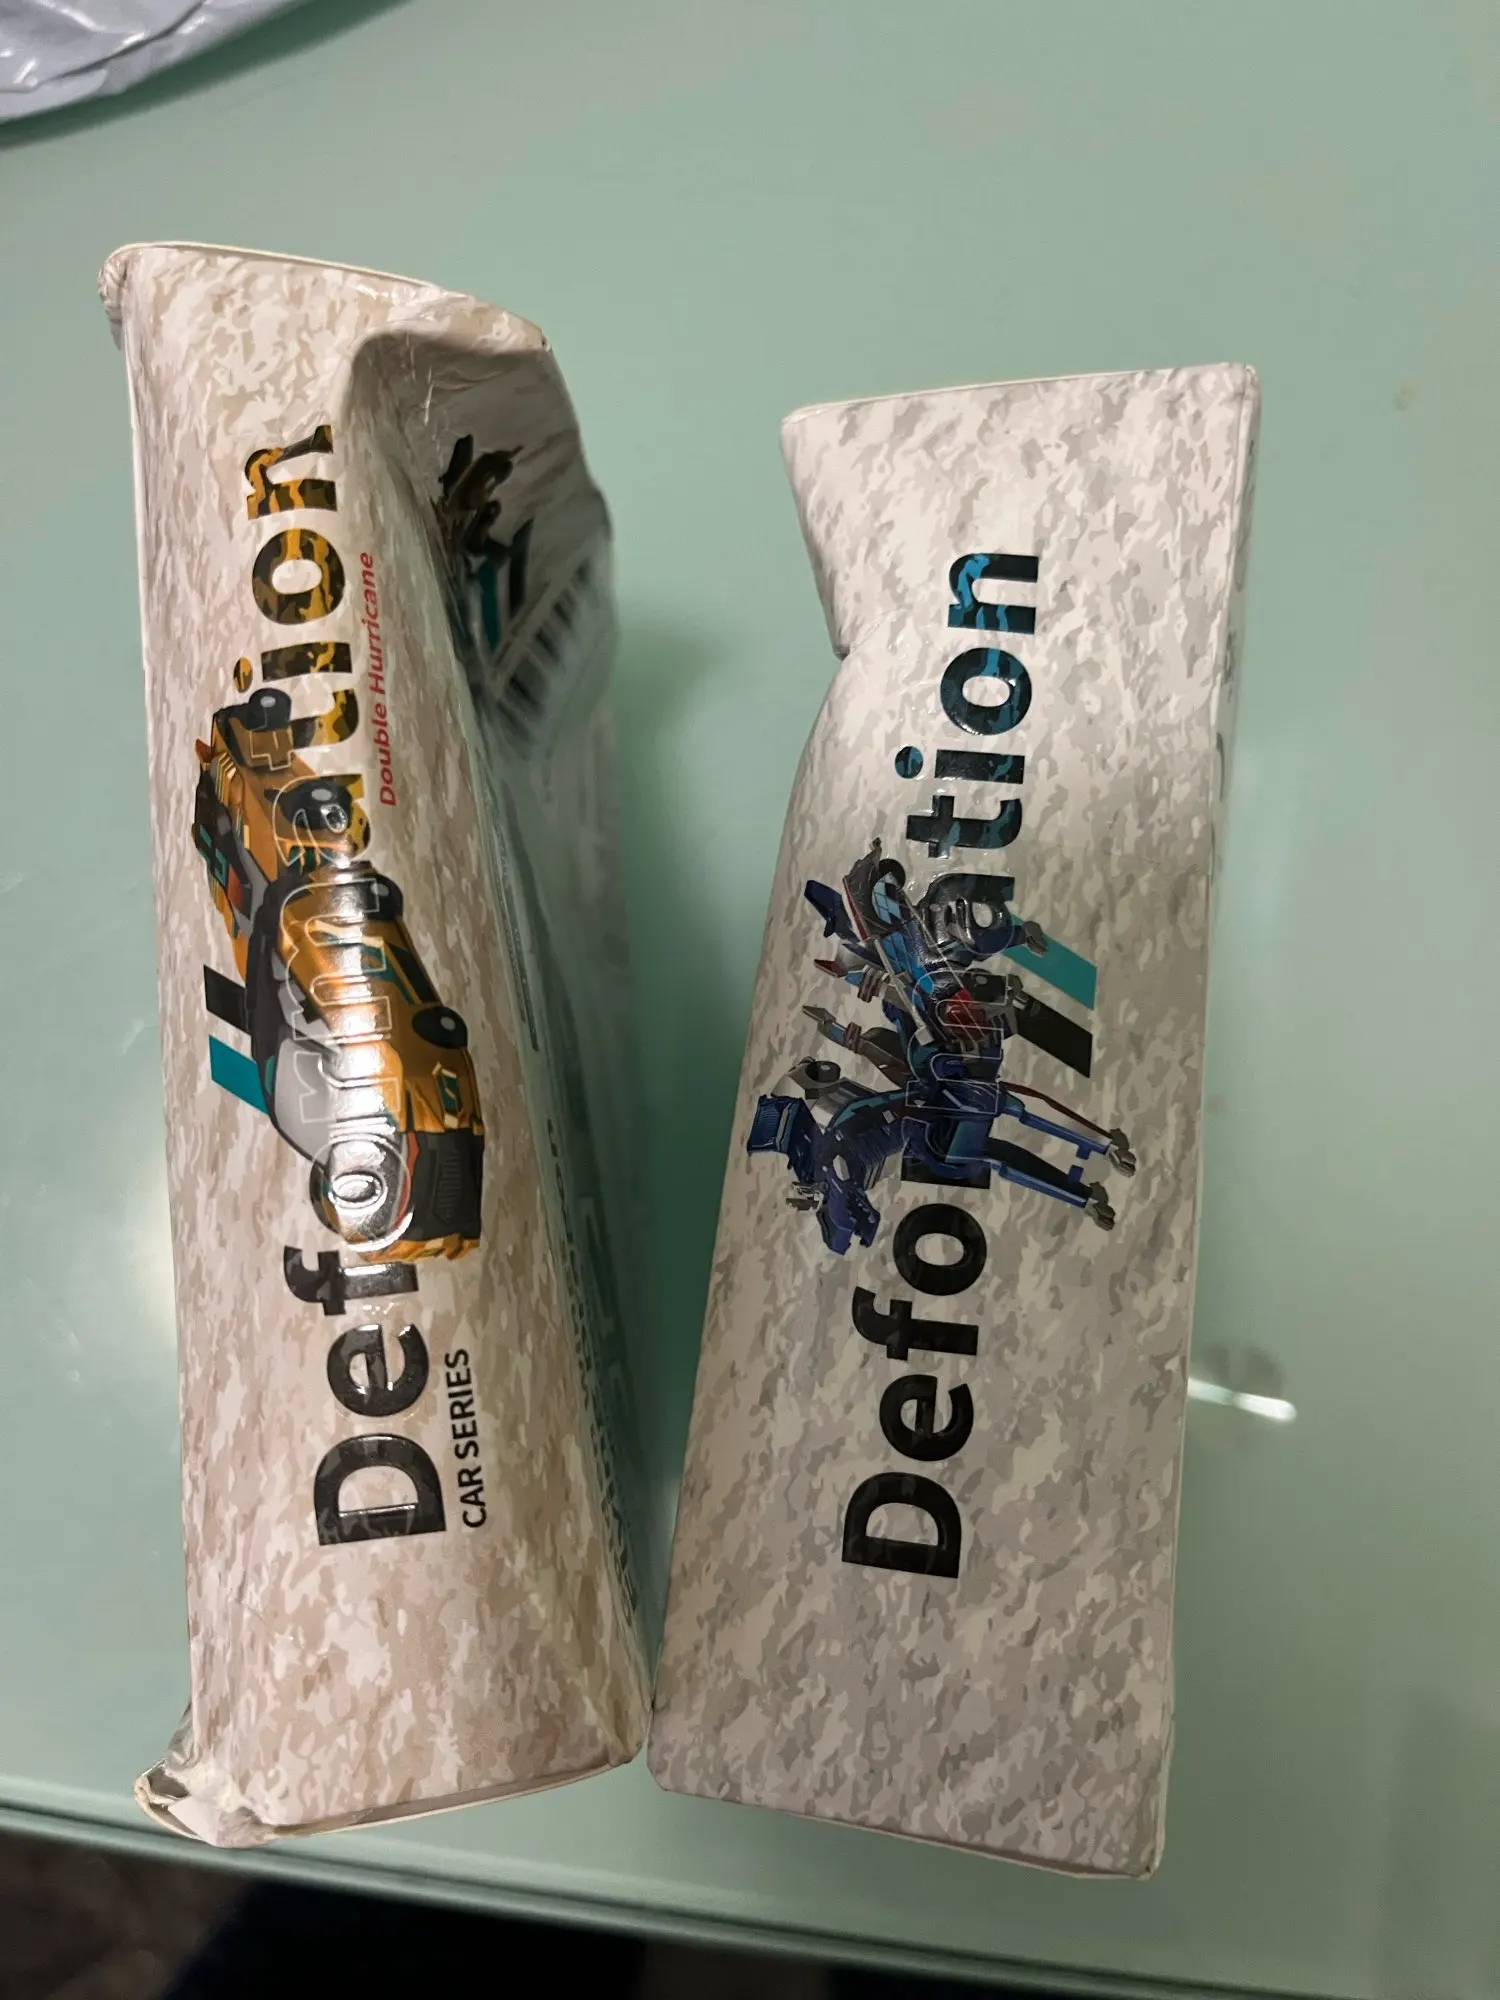 Deformation
Double Hurricane
CAR SERIES
Deformation